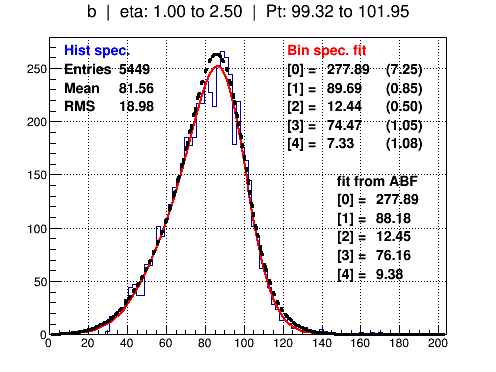 b | eta: 1.00 to 2.50 | Pt: 99.32 to 101.95
Hist spec.
Entries 5449
Mean 81.56
RMS 18.98
Bin spec. fit
[0] = 277.89 (7.25)
[1] = 89.69 (0.85)
[2] = 12.44 (0.50)
[3] = 74.47 (1.05)
[4] = 7.33 (1.08)
fit from ABF
[0] = 277.89
[1] = 88.18
[2] = 12.45
[3] = 76.16
[4] = 9.38
250
200
150
100
50
0
0 20 40 60 80 100 120 140 160 180 200